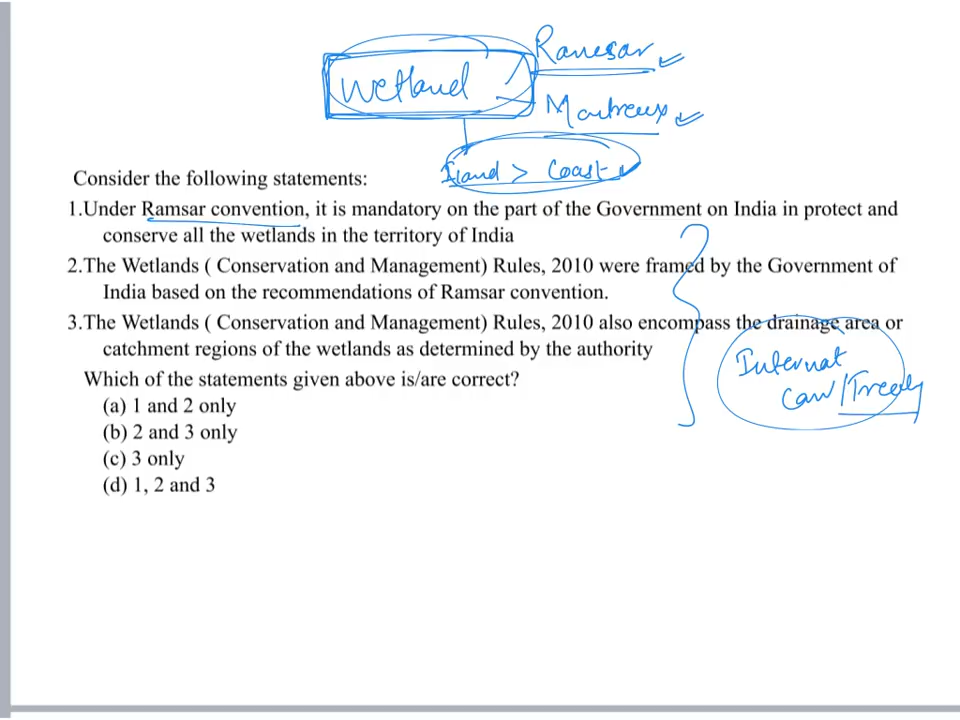 Ramsar
Wetland
Montreux
Inland > Coast
Consider the following statements:
1.Under Ramsar convention, it is mandatory on the part of the Government on India in protect and
conserve all the wetlands in the territory of India
2.The Wetlands ( Conservation and Management) Rules, 2010 were framed by the Government of
India based on the recommendations of Ramsar convention.
3.The Wetlands ( Conservation and Management) Rules, 2010 also encompass the drainage area or
catchment regions of the wetlands as determined by the authority
Internat
Law/Treaty
Which of the statements given above is/are correct?
(a) 1 and 2 only
(b) 2 and 3 only
(c) 3 only
(d) 1, 2 and 3